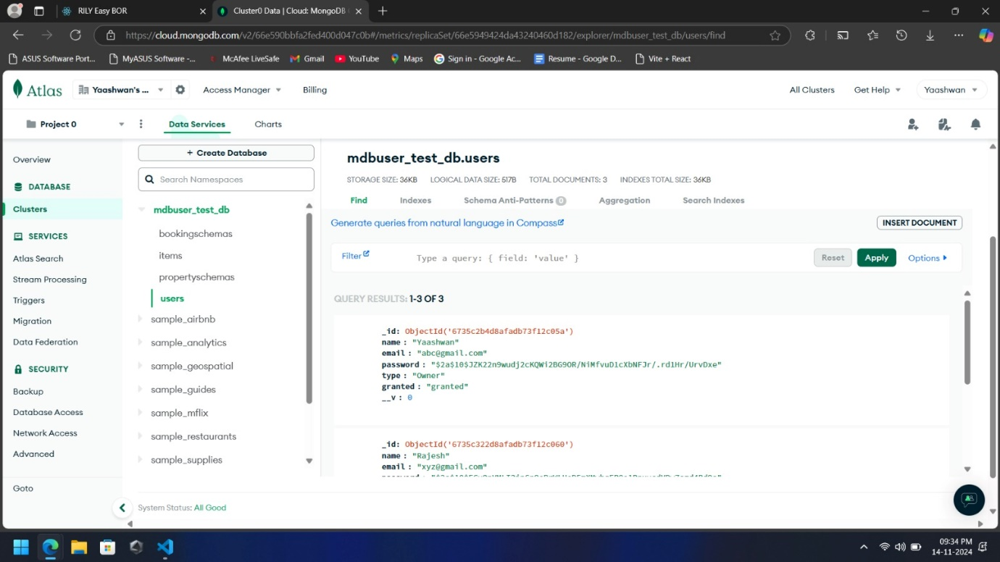 RILY Easy BOR
Cluster0 Data | Cloud: MongoDB
https://cloud.mongodb.com/v2/66e590bbfa2fed400d047c0b#/metrics/replicaSet/66e5949424da43240460d182/explorer/mdbuser_test_db/users/find
ASUS Software Port... MyASUS Software -... McAfee LiveSafe Gmail YouTube Maps Sign in - Google Ac... Resume - Google D... Vite + React
Atlas Yaashwan's ... Access Manager Billing All Clusters Get Help Yaashwan
Project 0 Data Services Charts
Overview
DATABASE
Clusters
SERVICES
Atlas Search
Stream Processing
Triggers
Migration
Data Federation
SECURITY
Backup
Database Access
Network Access
Advanced
Goto
+ Create Database
Search Namespaces
mdbuser_test_db
bookingschemas
items
propertyschemas
users
sample_airbnb
sample_analytics
sample_geospatial
sample_guides
sample_mflix
sample_restaurants
sample_supplies
mdbuser_test_db.users
STORAGE SIZE: 36KB LOGICAL DATA SIZE: 517B TOTAL DOCUMENTS: 3 INDEXES TOTAL SIZE: 36KB
Find Indexes Schema Anti-Patterns 0 Aggregation Search Indexes
Generate queries from natural language in Compass
INSERT DOCUMENT
Filter Type a query: { field: 'value' } Reset Apply Options
QUERY RESULTS: 1-3 OF 3
_id: ObjectId('6735c2b4d8afadb73f12c05a')
name : "Yaashwan"
email : "abc@gmail.com"
password : "$2a$10$JZK22n9wudj2cKQWi2BG9OR/NiMfvuD1cXbNFJr/.rd1Hr/UrvDxe"
type : "Owner"
granted : "granted"
__v : 0
_id: ObjectId('6735c322d8afadb73f12c060')
name : "Rajesh"
email : "xyz@gmail.com"
System Status: All Good
09:34 PM
14-11-2024